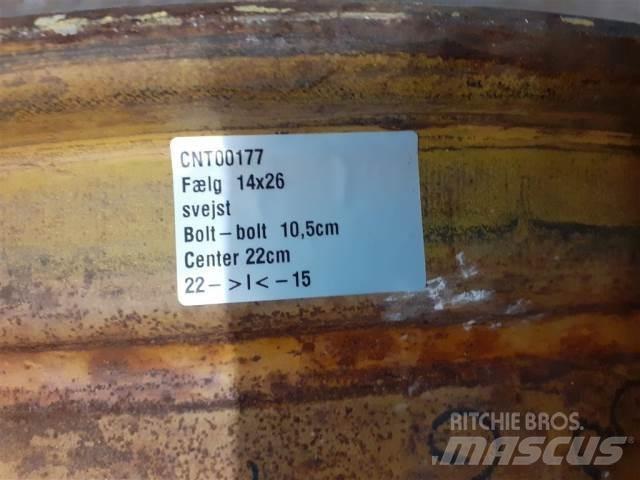 CNT00177
Fælg 14x26
svejst
Bolt-bolt 10,5cm
Center 22cm
22->I<-15
RITCHIE BROS.
MASCUS